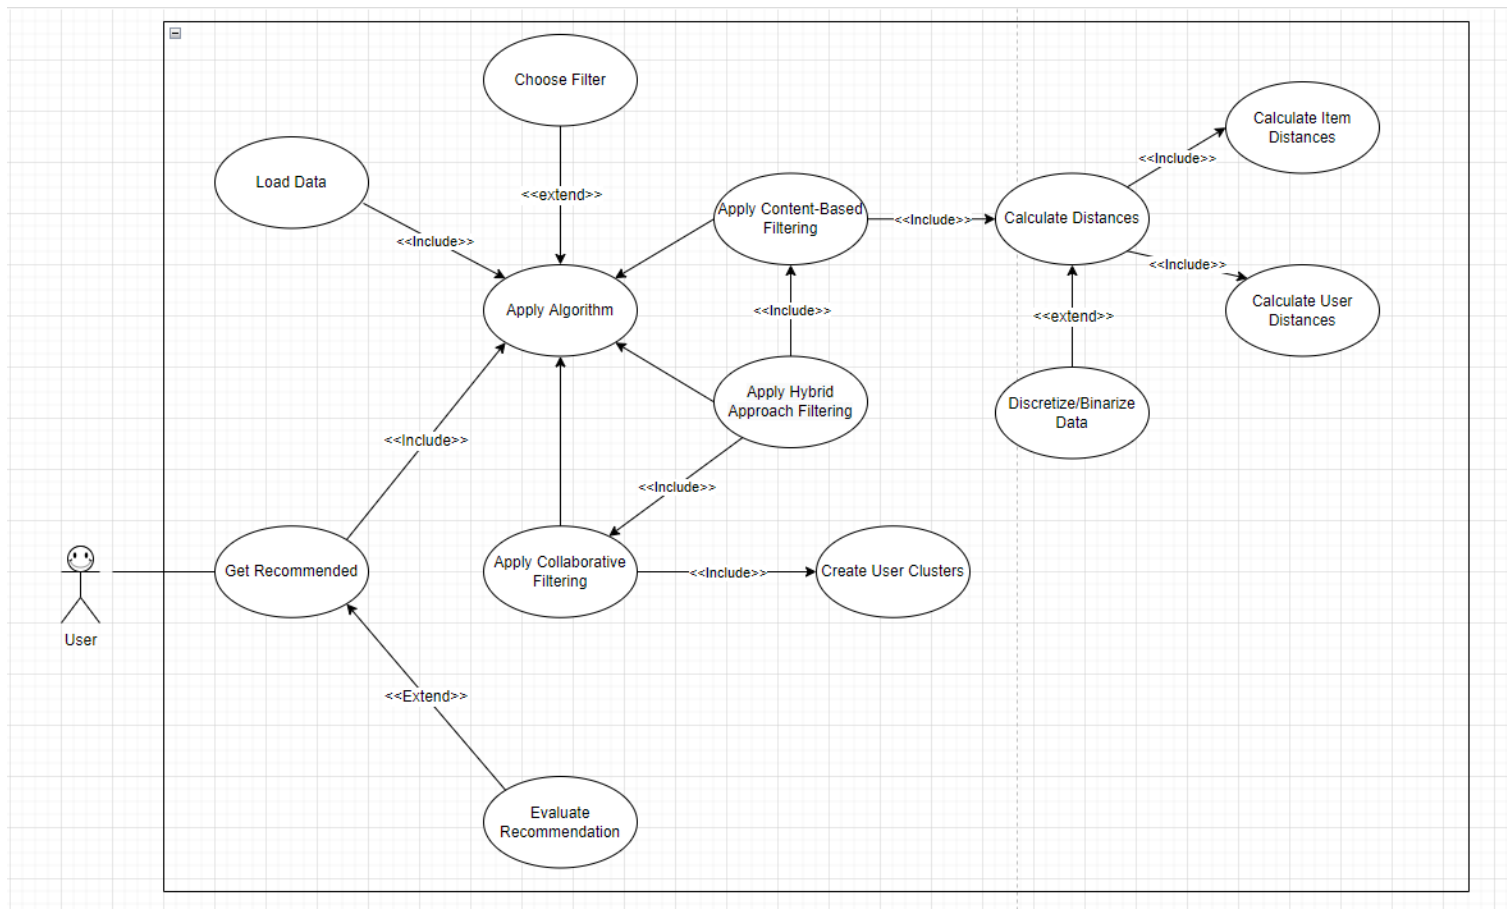 Choose Filter
Calculate Item
Distances
<<Include>>
Load Data
<<extend>>
Apply Content-Based
Filtering
<<Include>>
Calculate Distances
<<Include>>
<<Include>>
Apply Algorithm
<<Include>>
<<extend>>
Calculate User
Distances
Apply Hybrid
Approach Filtering
Discretize/Binarize
Data
<<Include>>
<<Include>>
Get Recommended
Apply Collaborative
Filtering
<<Include>>
Create User Clusters
User
<<Extend>>
Evaluate
Recommendation